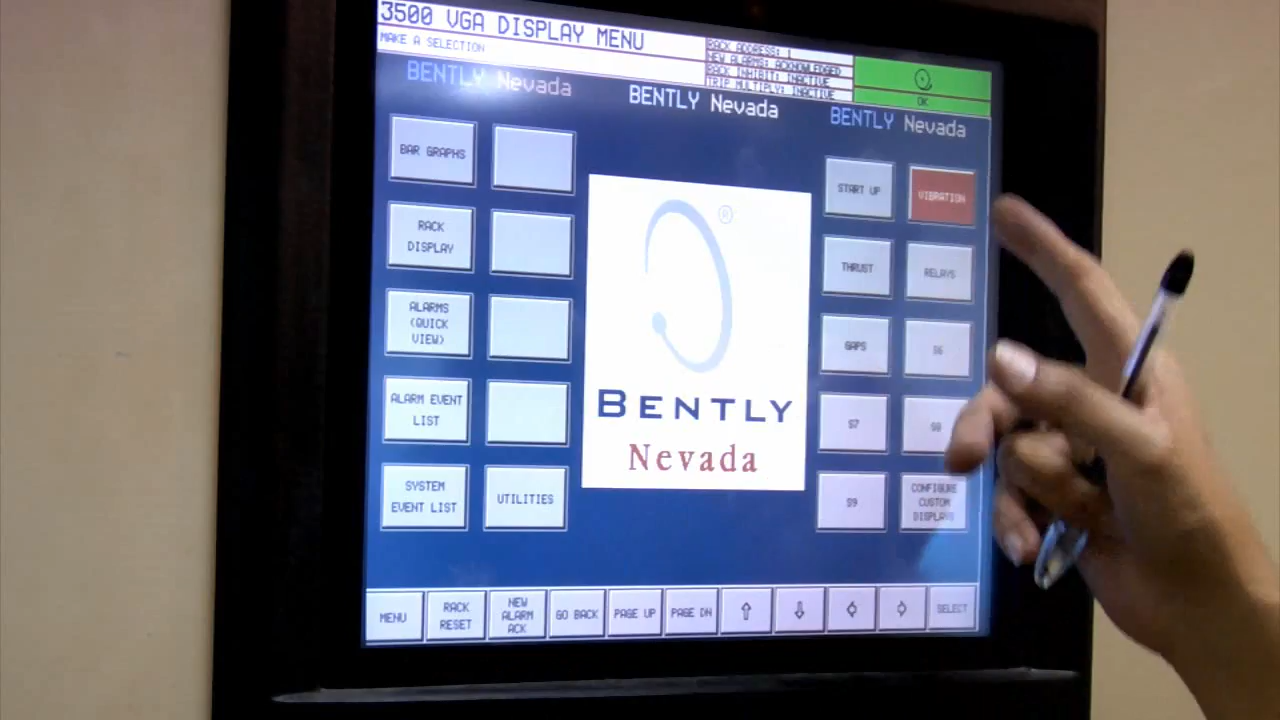 3500 VGA DISPLAY MENU
MAKE A SELECTION
RACK ADDRESS: 1
NEW ALARMS: ACKNOWLEDGED
RACK INHIBIT: INACTIVE
TRIP MULTIPLY: INACTIVE
OK
BENTLY Nevada
BENTLY Nevada
BENTLY Nevada
BAR GRAPHS
RACK
DISPLAY
ALARMS
(QUICK
VIEW)
ALARM EVENT
LIST
SYSTEM
EVENT LIST
UTILITIES
®
BENTLY
Nevada
START UP
VIBRATION
THRUST
RELAYS
GAPS
S6
S7
S8
S9
CONFIGURE
CUSTOM
DISPLAYS
MENU
RACK
RESET
NEW
ALARM
ACK
GO BACK
PAGE UP
PAGE DN
SELECT